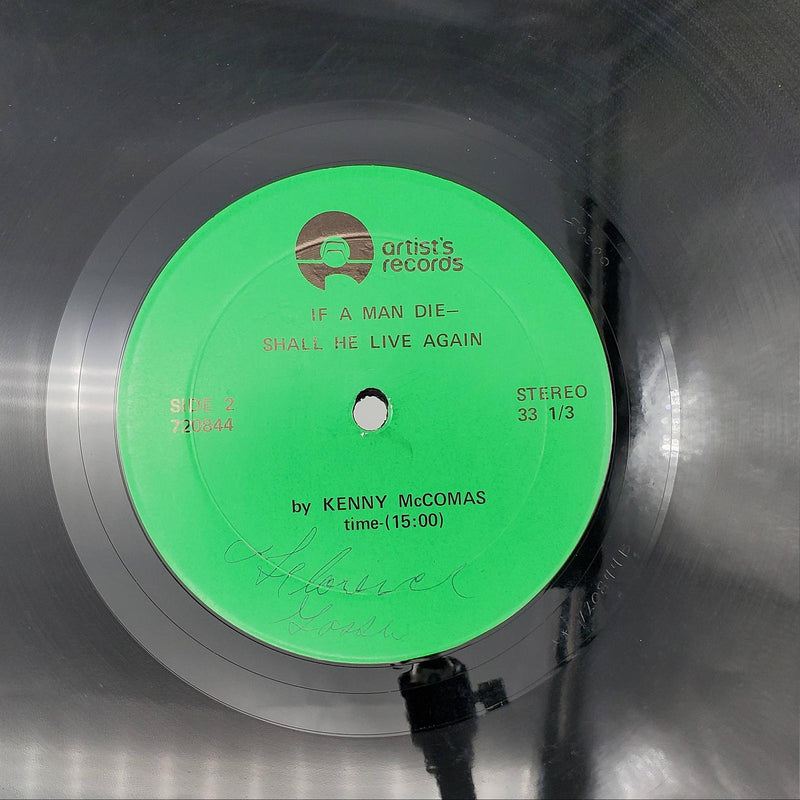 artist's
records
IF A MAN DIE—
SHALL HE LIVE AGAIN
SIDE 2
720844
STEREO
33 1/3
by KENNY McCOMAS
time-(15:00)
Florence